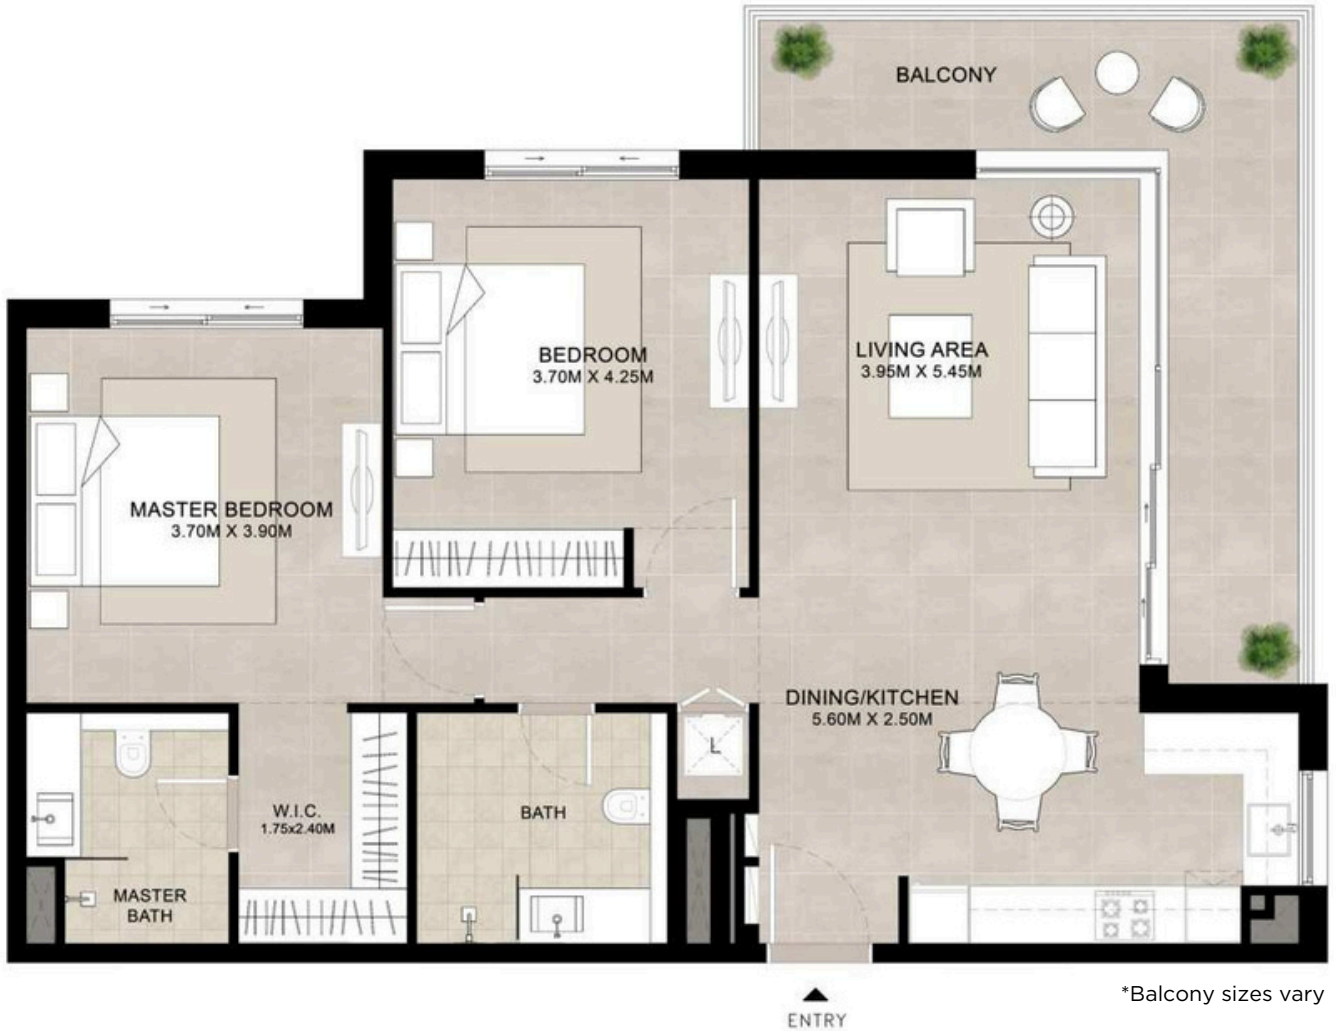 BALCONY
BEDROOM
3.70M X 4.25M
LIVING AREA
3.95M X 5.45M
MASTER BEDROOM
3.70M X 3.90M
DINING/KITCHEN
5.60M X 2.50M
L
W.I.C.
1.75x2.40M
BATH
MASTER
BATH
*Balcony sizes vary
ENTRY